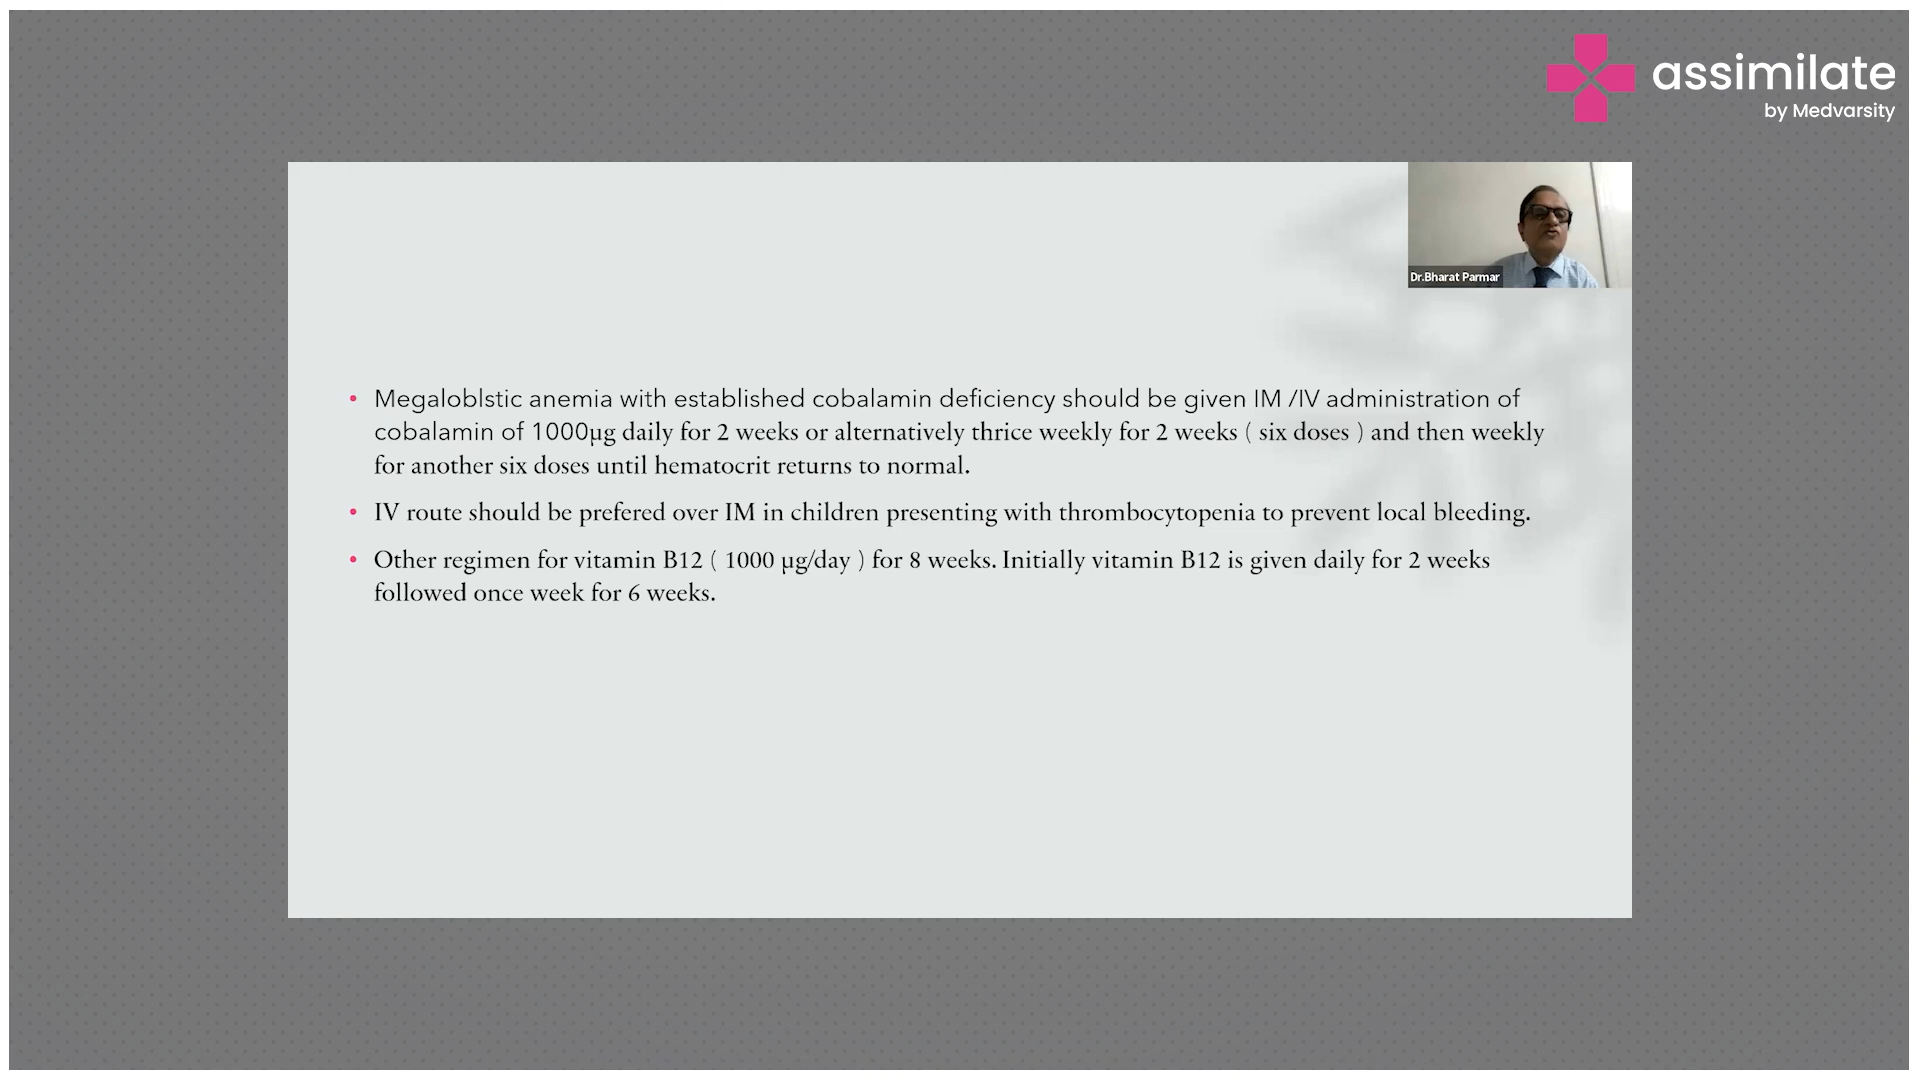 assimilate
by Medvarsity
Dr.Bharat Parmar
• Megaloblstic anemia with established cobalamin deficiency should be given IM /IV administration of
cobalamin of 1000µg daily for 2 weeks or alternatively thrice weekly for 2 weeks ( six doses ) and then weekly
for another six doses until hematocrit returns to normal.
• IV route should be prefered over IM in children presenting with thrombocytopenia to prevent local bleeding.
• Other regimen for vitamin B12 ( 1000 µg/day ) for 8 weeks. Initially vitamin B12 is given daily for 2 weeks
followed once week for 6 weeks.